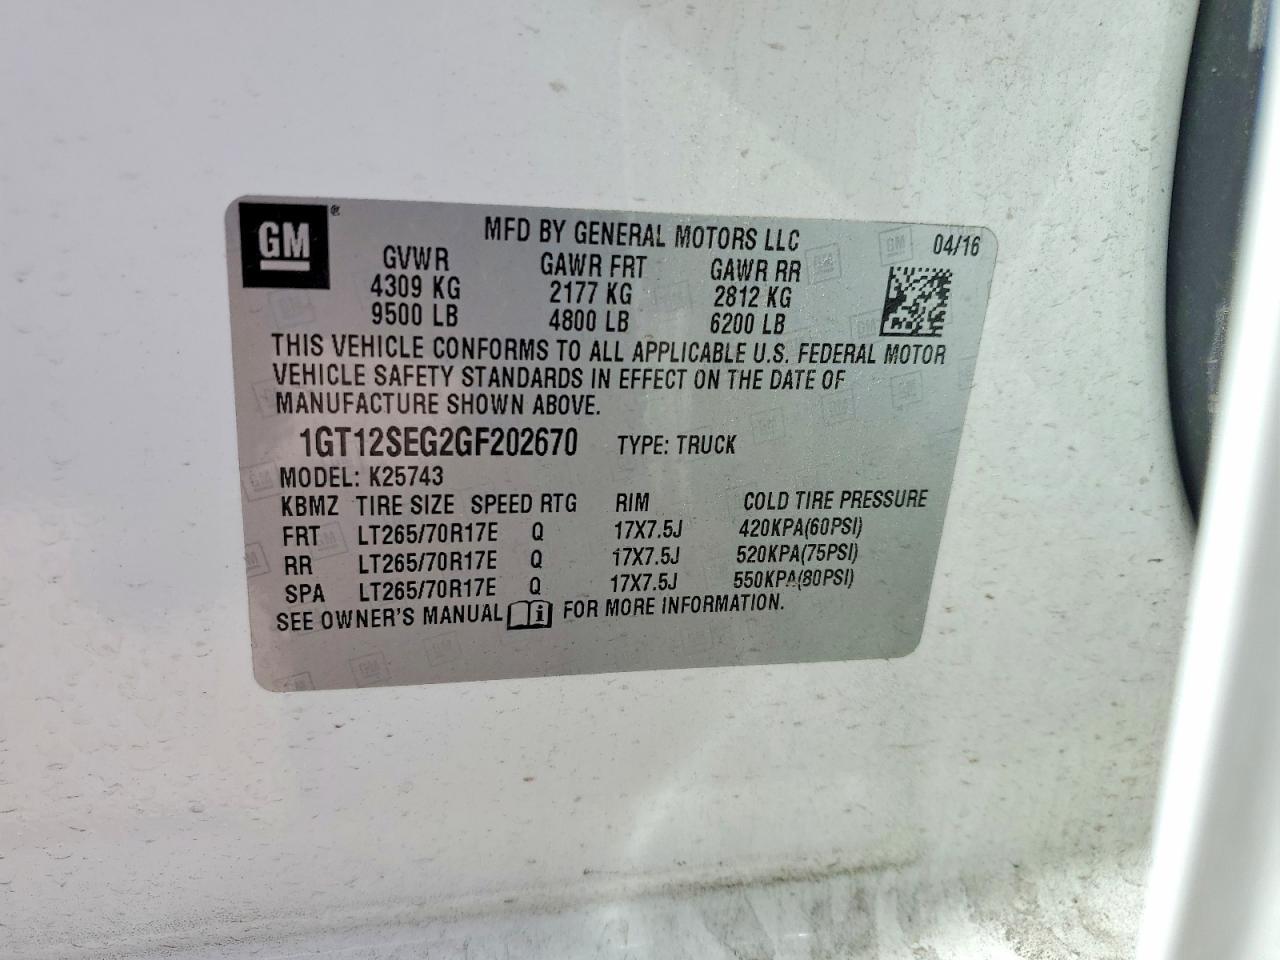 GM ®
MFD BY GENERAL MOTORS LLC 04/16
GVWR GAWR FRT GAWR RR
4309 KG 2177 KG 2812 KG
9500 LB 4800 LB 6200 LB
THIS VEHICLE CONFORMS TO ALL APPLICABLE U.S. FEDERAL MOTOR
VEHICLE SAFETY STANDARDS IN EFFECT ON THE DATE OF
MANUFACTURE SHOWN ABOVE.
1GT12SEG2GF202670 TYPE: TRUCK
MODEL: K25743
KBMZ TIRE SIZE SPEED RTG RIM COLD TIRE PRESSURE
FRT LT265/70R17E Q 17X7.5J 420KPA(60PSI)
RR LT265/70R17E Q 17X7.5J 520KPA(75PSI)
SPA LT265/70R17E Q 17X7.5J 550KPA(80PSI)
SEE OWNER'S MANUAL i FOR MORE INFORMATION.